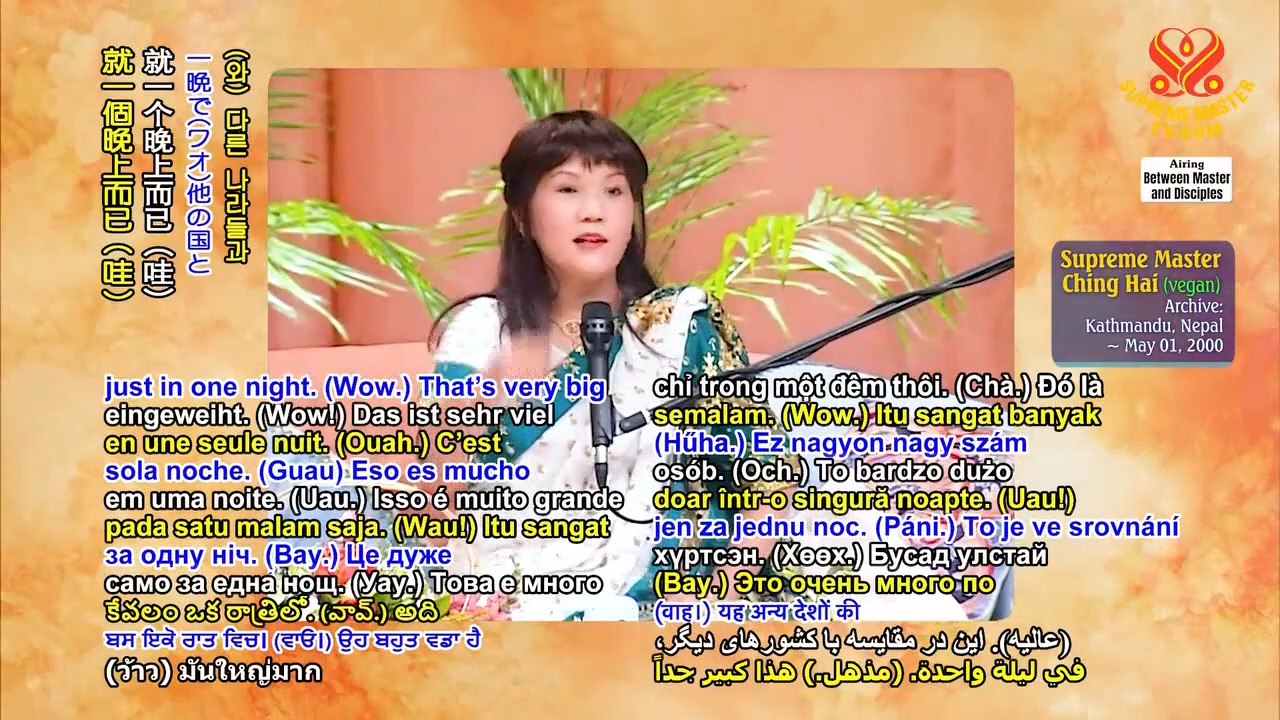 就一個晚上而已（哇）
就一个晚上而已（哇）
一晩で(ワオ)他の国と
(와) 다른 나라들과
SUPREMEMASTER
TV.COM
Airing
Between Master
and Disciples
Supreme Master
Ching Hai (vegan)
Archive:
Kathmandu, Nepal
~ May 01, 2000
just in one night. (Wow.) That’s very big
eingeweiht. (Wow!) Das ist sehr viel
en une seule nuit. (Ouah.) C’est
sola noche. (Guau) Eso es mucho
em uma noite. (Uau.) Isso é muito grande
pada satu malam saja. (Wau!) Itu sangat
за одну ніч. (Вау.) Це дуже
само за една нощ. (Уау.) Това е много
కేవలం ఒక రాత్రిలో. (వావ్.) అది
ਬਸ ਇਕੋ ਰਾਤ ਵਿਚ। (ਵਾਓ।) ਉਹ ਬਹੁਤ ਵਡਾ ਹੈ
(ว้าว) มันใหญ่มาก
chỉ trong một đêm thôi. (Chà.) Đó là
semalam. (Wow.) Itu sangat banyak
(Hűha.) Ez nagyon nagy szám
osób. (Och.) To bardzo dużo
doar într-o singură noapte. (Uau!)
jen za jednu noc. (Páni.) To je ve srovnání
хүртсэн. (Хөөх.) Бусад улстай
(Вау.) Это очень много по
(वाह।) यह अन्य देशों की
(عالیه). این در مقایسه با کشورهای دیگر،
في ليلة واحدة. (مذهل.) هذا كبير جداً